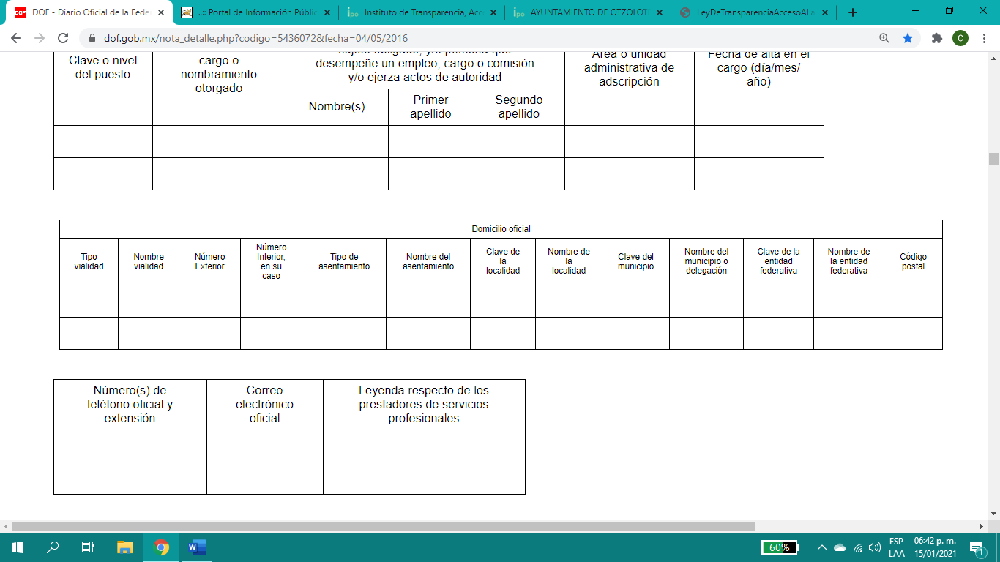 DOF - Diario Oficial de la Fede
..:: Portal de Información Públic
Instituto de Transparencia, Acc
AYUNTAMIENTO DE OTZOLOT
LeyDeTransparenciaAccesoALa
dof.gob.mx/nota_detalle.php?codigo=5436072&fecha=04/05/2016
C
Clave o nivel
del puesto
cargo o
nombramiento
otorgado
sujeto obligado, y/o persona que
desempeñe un empleo, cargo o comisión
y/o ejerza actos de autoridad
Nombre(s)
Primer
apellido
Segundo
apellido
Área o unidad
administrativa de
adscripción
Fecha de alta en el
cargo (día/mes/
año)
Domicilio oficial
Tipo
vialidad
Nombre
vialidad
Número
Exterior
Número
Interior,
en su
caso
Tipo de
asentamiento
Nombre del
asentamiento
Clave de
la
localidad
Nombre de
la
localidad
Clave del
municipio
Nombre del
municipio o
delegación
Clave de la
entidad
federativa
Nombre de
la entidad
federativa
Código
postal
Número(s) de
teléfono oficial y
extensión
Correo
electrónico
oficial
Leyenda respecto de los
prestadores de servicios
profesionales
60%
ESP
LAA
06:42 p. m.
15/01/2021
1